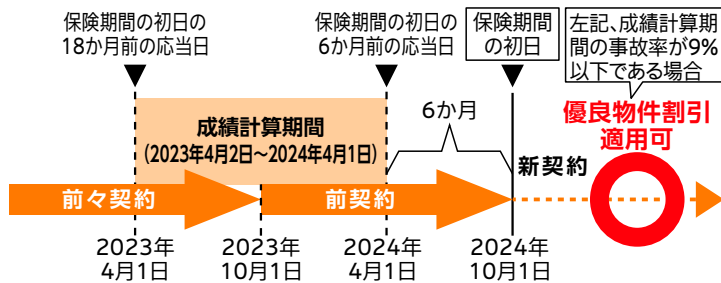 保険期間の初日の
18か月前の応当日
保険期間の初日の
6か月前の応当日
保険期間
の初日
左記、成績計算期
間の事故率が9%
以下である場合
成績計算期間
(2023年4月2日〜2024年4月1日)
6か月
優良物件割引
適用可
新契約
前々契約
前契約
2023年
4月1日
2023年
10月1日
2024年
4月1日
2024年
10月1日